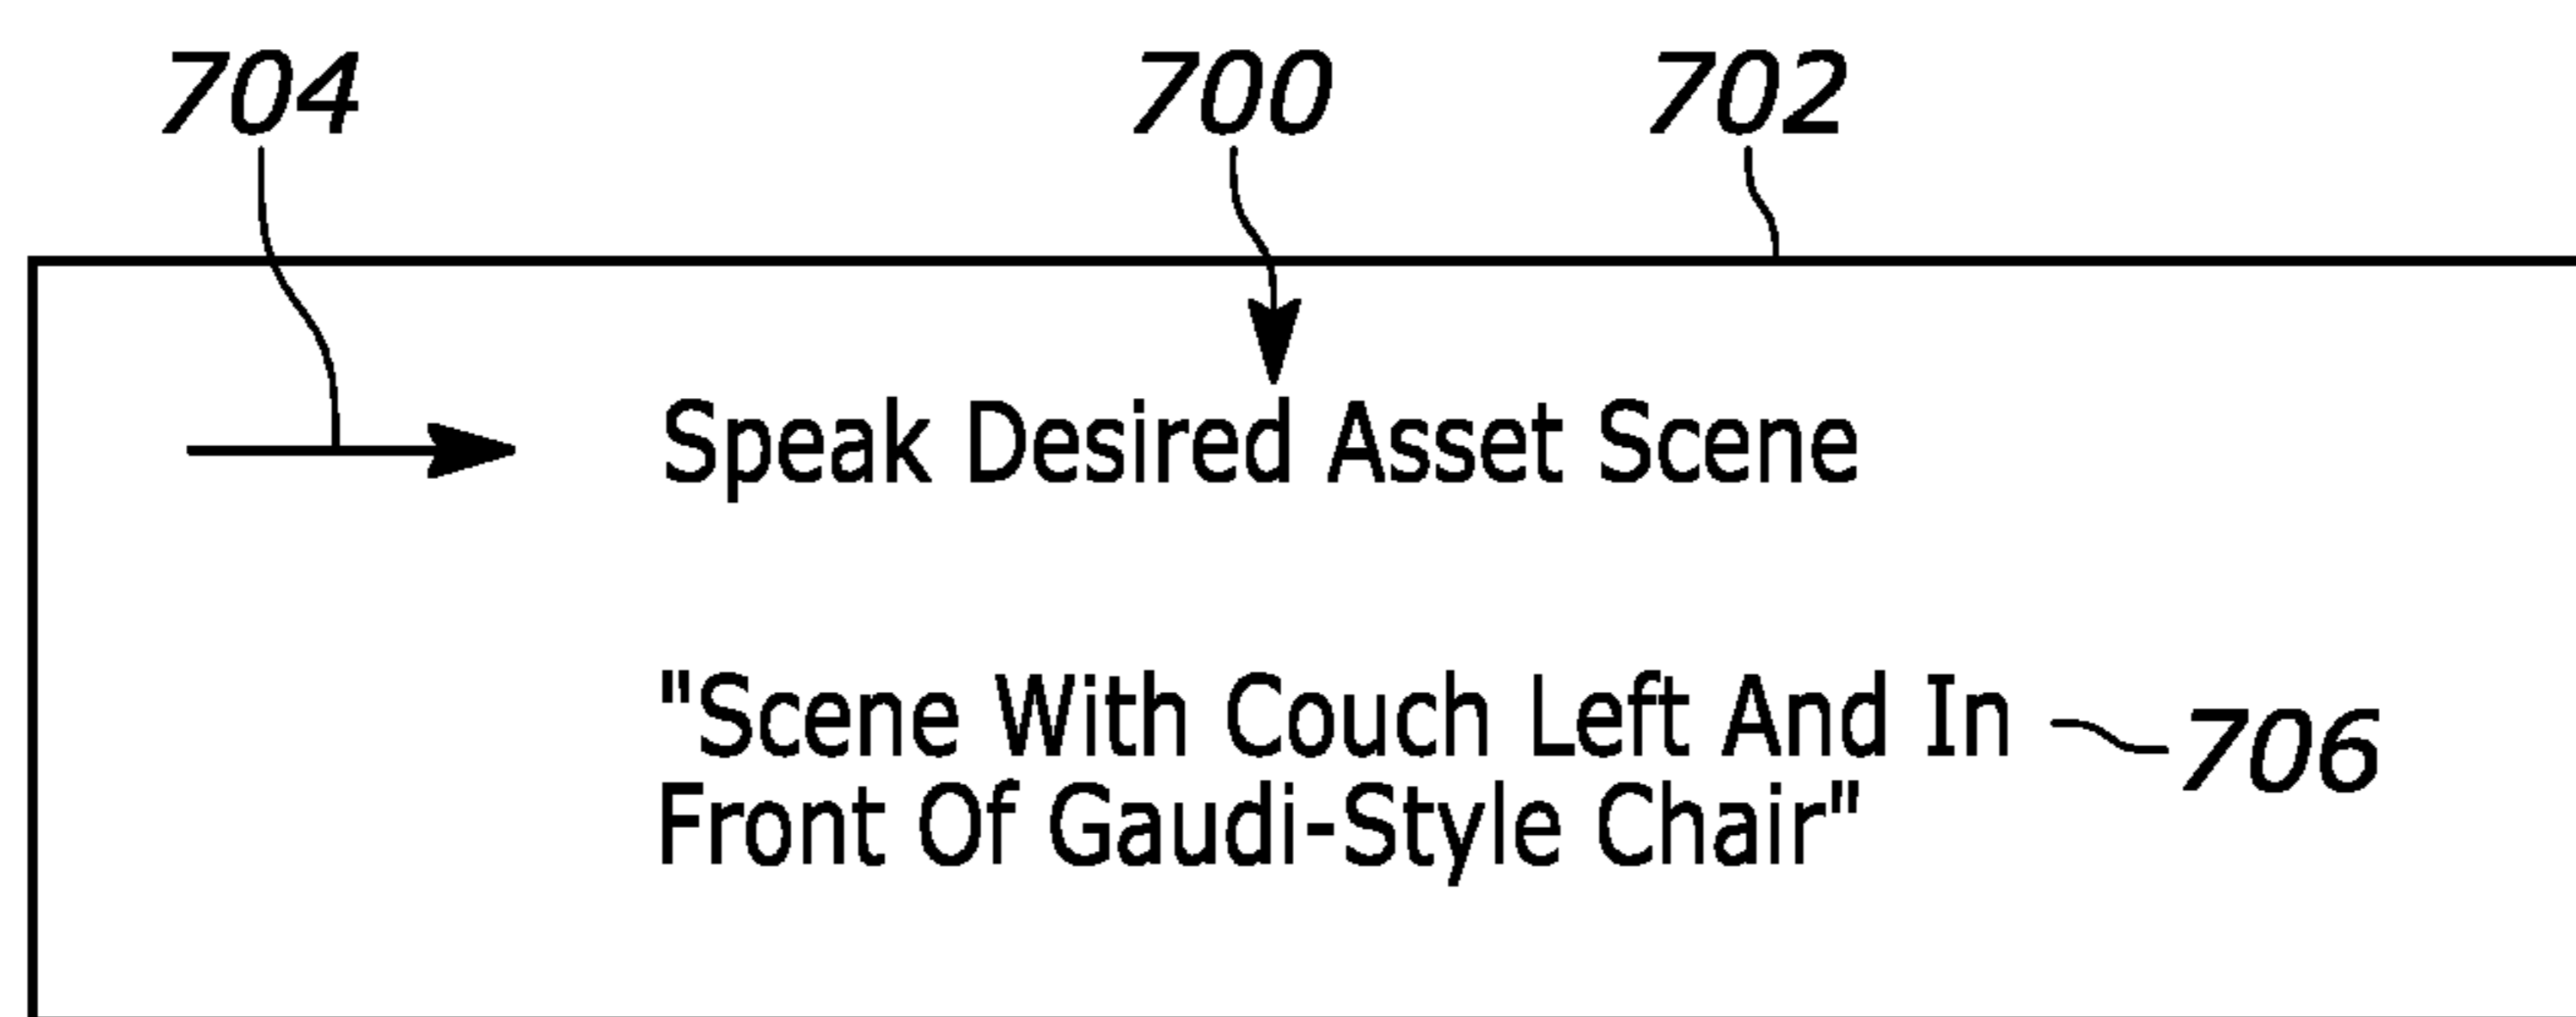 704 700 702
Speak Desired Asset Scene
"Scene With Couch Left And In 706
Front Of Gaudi-Style Chair"